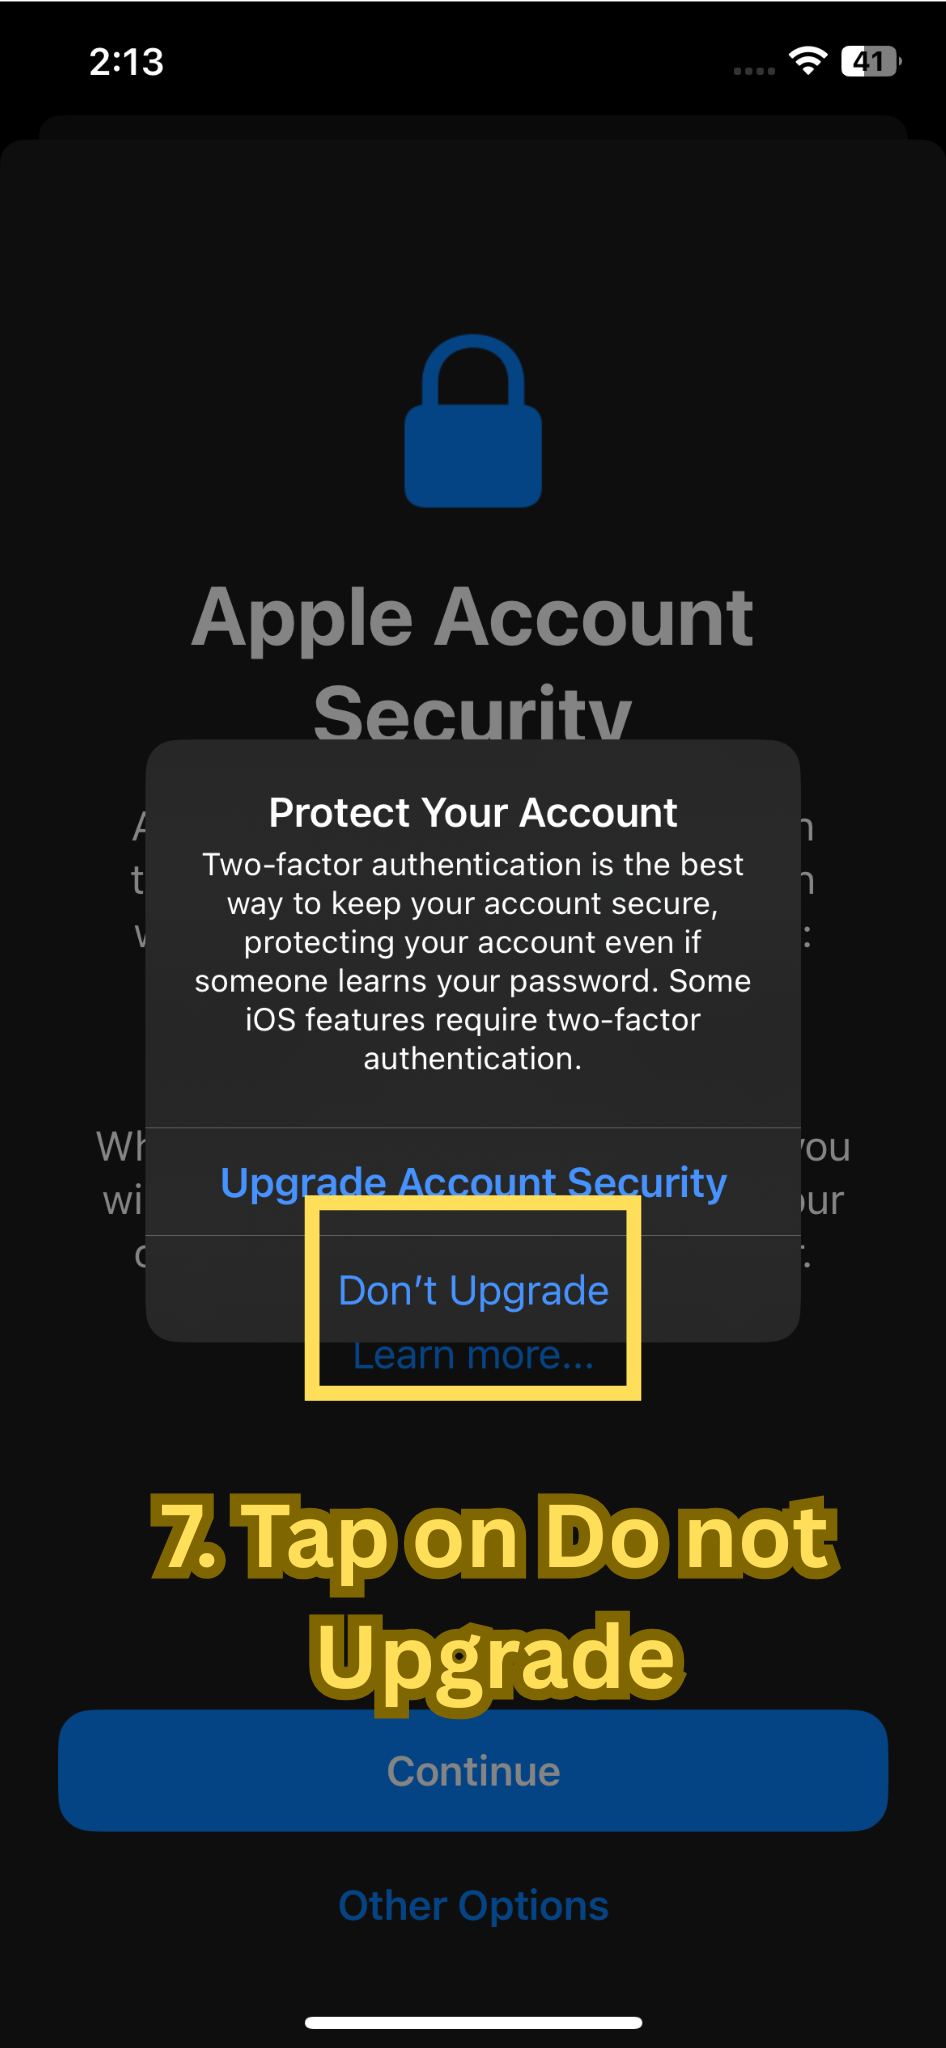 2:13
41
Apple Account
Security
Protect Your Account
Two-factor authentication is the best
way to keep your account secure,
protecting your account even if
someone learns your password. Some
iOS features require two-factor
authentication.
Upgrade Account Security
Don’t Upgrade
Learn more...
7. Tap on Do not
Upgrade
Continue
Other Options